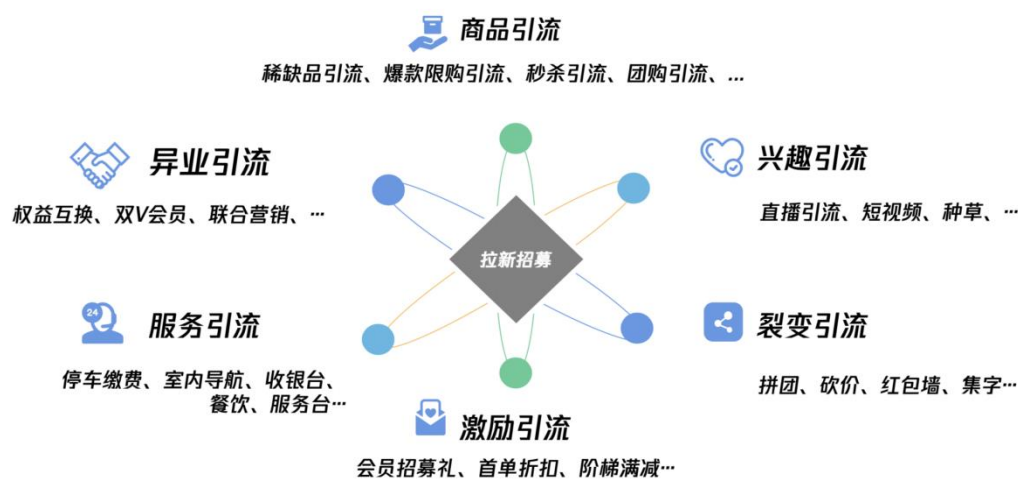 商品引流
稀缺品引流、爆款限购引流、秒杀引流、团购引流、...
异业引流
权益互换、双V会员、联合营销、…
兴趣引流
直播引流、短视频、种草、…
拉新招募
24
服务引流
停车缴费、室内导航、收银台、
餐饮、服务台…
裂变引流
拼团、砍价、红包墙、集字…
激励引流
会员招募礼、首单折扣、阶梯满减…